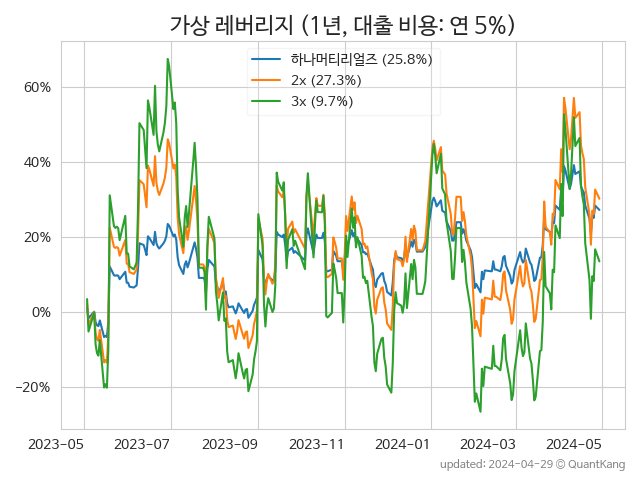 가상 레버리지 (1년, 대출 비용: 연 5%)
하나머티리얼즈 (25.8%)
2x (27.3%)
3x (9.7%)
60%
40%
20%
0%
−20%
2023-05 2023-07 2023-09 2023-11 2024-01 2024-03 2024-05
updated: 2024-04-29 © QuantKang